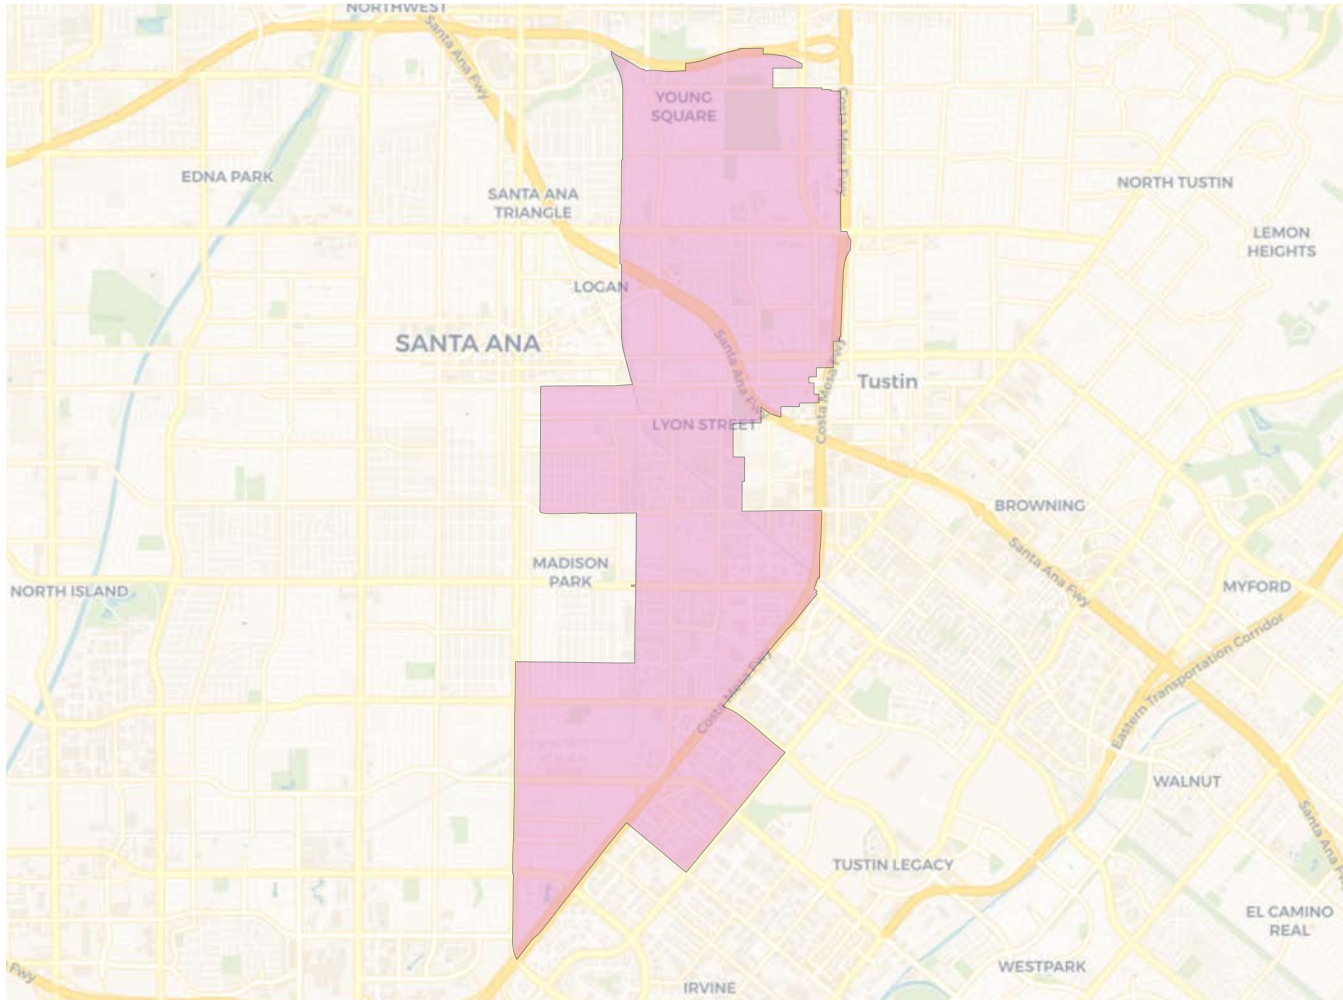 NORTHWEST
Santa Ana Fwy
YOUNG
SQUARE
Costa Mesa Fwy
EDNA PARK
NORTH TUSTIN
SANTA ANA
TRIANGLE
LEMON
HEIGHTS
LOGAN
SANTA ANA
Santa Ana Fwy
Costa Mesa Fwy
Tustin
LYON STREET
BROWNING
Santa Ana Fwy
MADISON
PARK
NORTH ISLAND
MYFORD
Costa Mesa Fwy
Eastern Transportation Corridor
WALNUT
Santa Ana Fwy
TUSTIN LEGACY
EL CAMINO
REAL
Fwy
WESTPARK
IRVINE